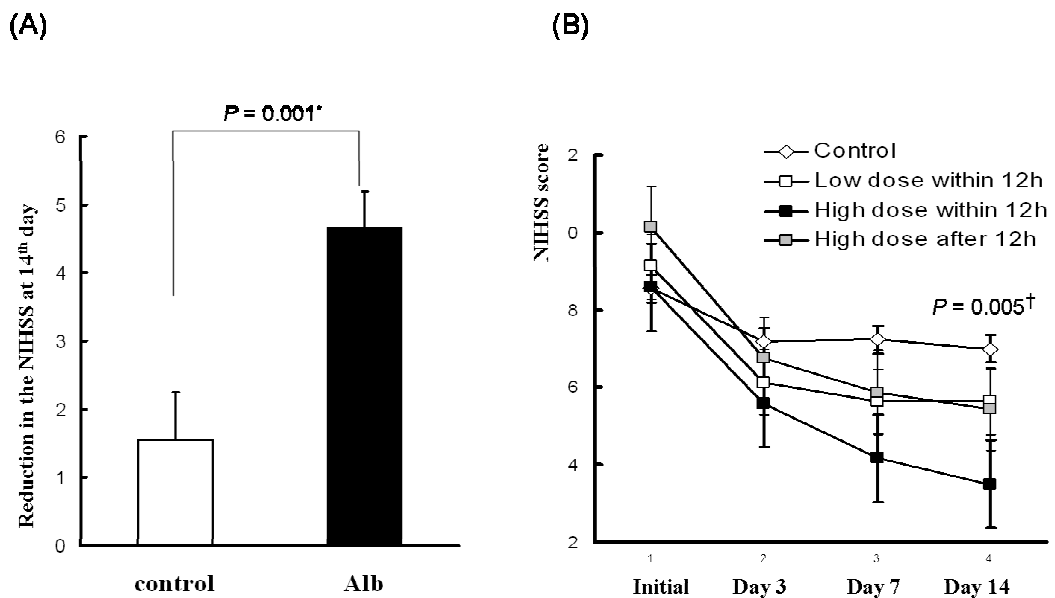 (A)
(B)
P = 0.001*
Reduction in the NIHSS at 14th day
6
5
4
3
2
1
0
control
Alb
NIHSS score
2
0
8
6
4
2
Control
Low dose within 12h
High dose within 12h
High dose after 12h
P = 0.005†
1
2
3
4
Initial
Day 3
Day 7
Day 14